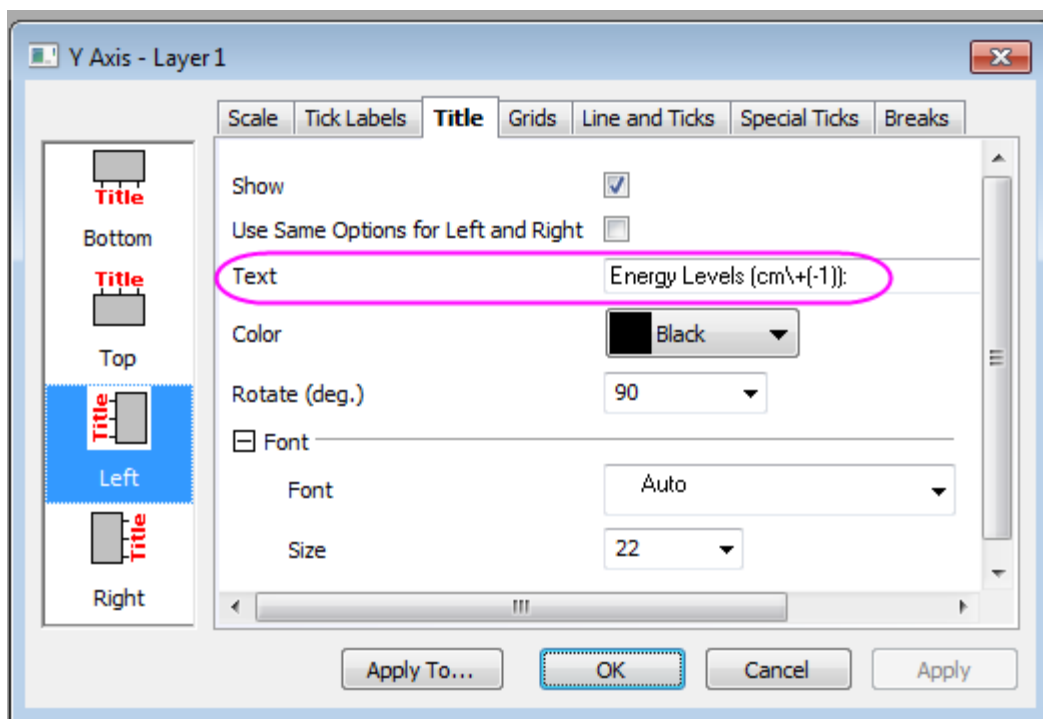 Y Axis - Layer 1
Scale Tick Labels Title Grids Line and Ticks Special Ticks Breaks
Title
Bottom
Title
Top
Title
Left
Title
Right
Show
Use Same Options for Left and Right
Text Energy Levels (cm\+(-1)):
Color Black
Rotate (deg.) 90
Font
Font Auto
Size 22
Apply To... OK Cancel Apply